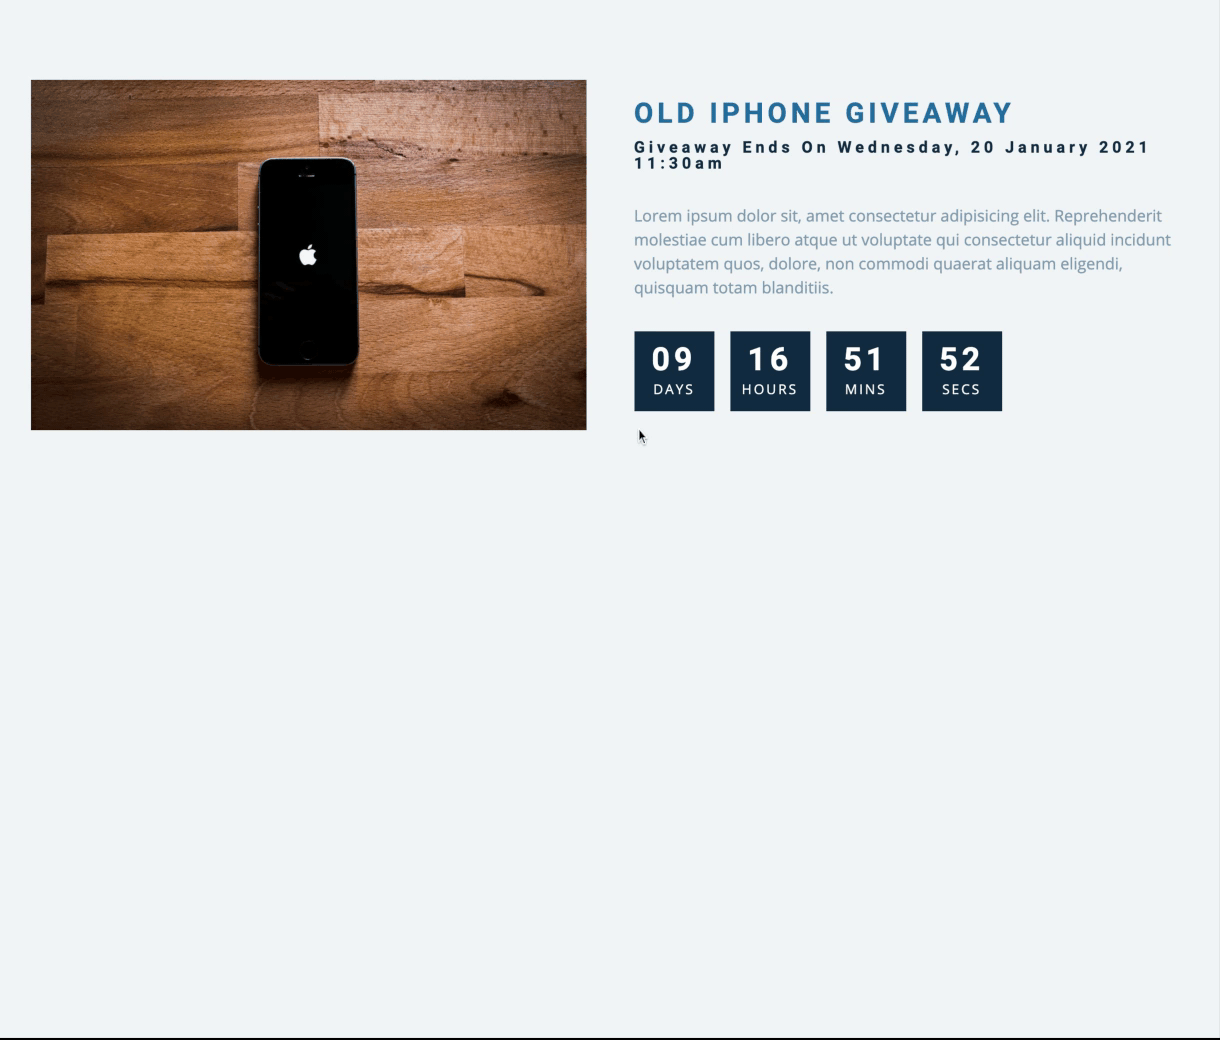 OLD IPHONE GIVEAWAY
Giveaway Ends On Wednesday, 20 January 2021
11:30am
Lorem ipsum dolor sit, amet consectetur adipisicing elit. Reprehenderit
molestiae cum libero atque ut voluptate qui consectetur aliquid incidunt
voluptatem quos, dolore, non commodi quaerat aliquam eligendi,
quisquam totam blanditiis.
09 16 51 52
DAYS HOURS MINS SECS